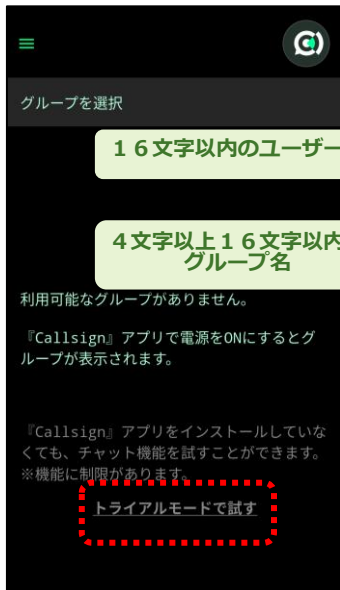 グループを選択
16文字以内のユーザー
4文字以上16文字以内
グループ名
利用可能なグループがありません。
『Callsign』アプリで電源をONにするとグ
ループが表示されます。
『Callsign』アプリをインストールしていな
くても、チャット機能を試すことができます。
※機能に制限があります。
トライアルモードで試す